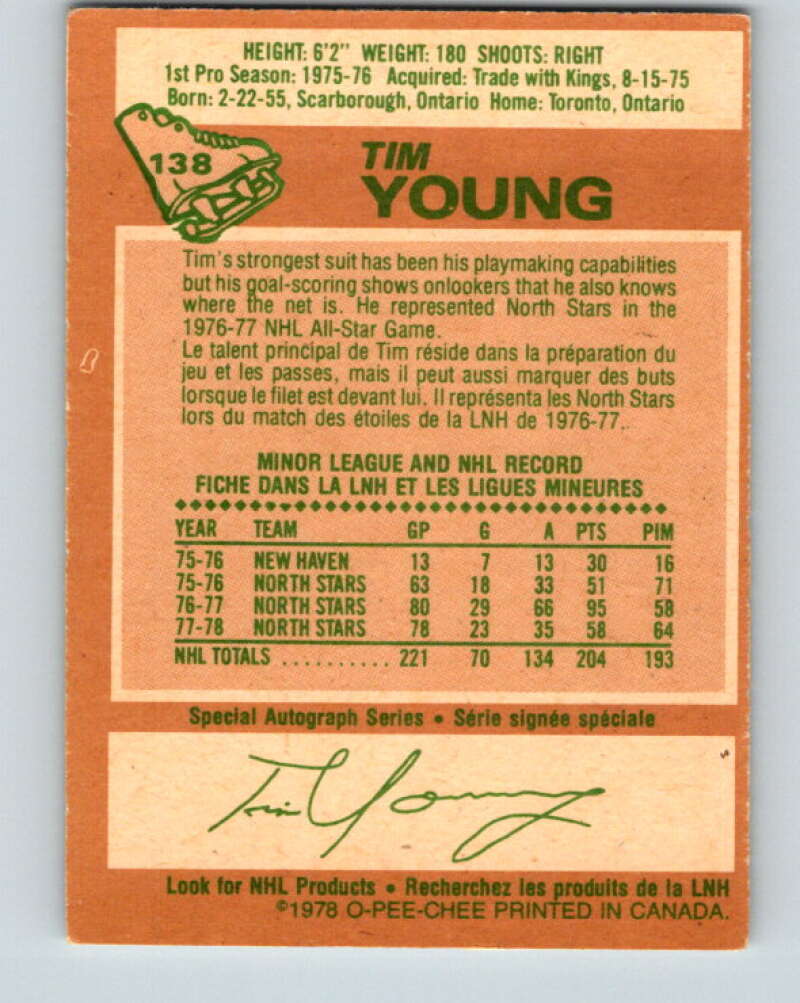 HEIGHT: 6'2" WEIGHT: 180 SHOOTS: RIGHT
1st Pro Season: 1975-76 Acquired: Trade with Kings, 8-15-75
Born: 2-22-55, Scarborough, Ontario Home: Toronto, Ontario
138
TIM
YOUNG
Tim's strongest suit has been his playmaking capabilities
but his goal-scoring shows onlookers that he also knows
where the net is. He represented North Stars in the
1976-77 NHL All-Star Game.
Le talent principal de Tim réside dans la préparation du
jeu et les passes, mais il peut aussi marquer des buts
lorsque le filet est devant lui. Il représenta les North Stars
lors du match des étoiles de la LNH de 1976-77.
MINOR LEAGUE AND NHL RECORD
FICHE DANS LA LNH ET LES LIGUES MINEURES
YEAR TEAM GP G A PTS PIM
75-76 NEW HAVEN 13 7 13 30 16
75-76 NORTH STARS 63 18 33 51 71
76-77 NORTH STARS 80 29 66 95 58
77-78 NORTH STARS 78 23 35 58 64
NHL TOTALS .......... 221 70 134 204 193
Special Autograph Series • Série signée spéciale
Tim Young
Look for NHL Products • Recherchez les produits de la LNH
©1978 O-PEE-CHEE PRINTED IN CANADA.